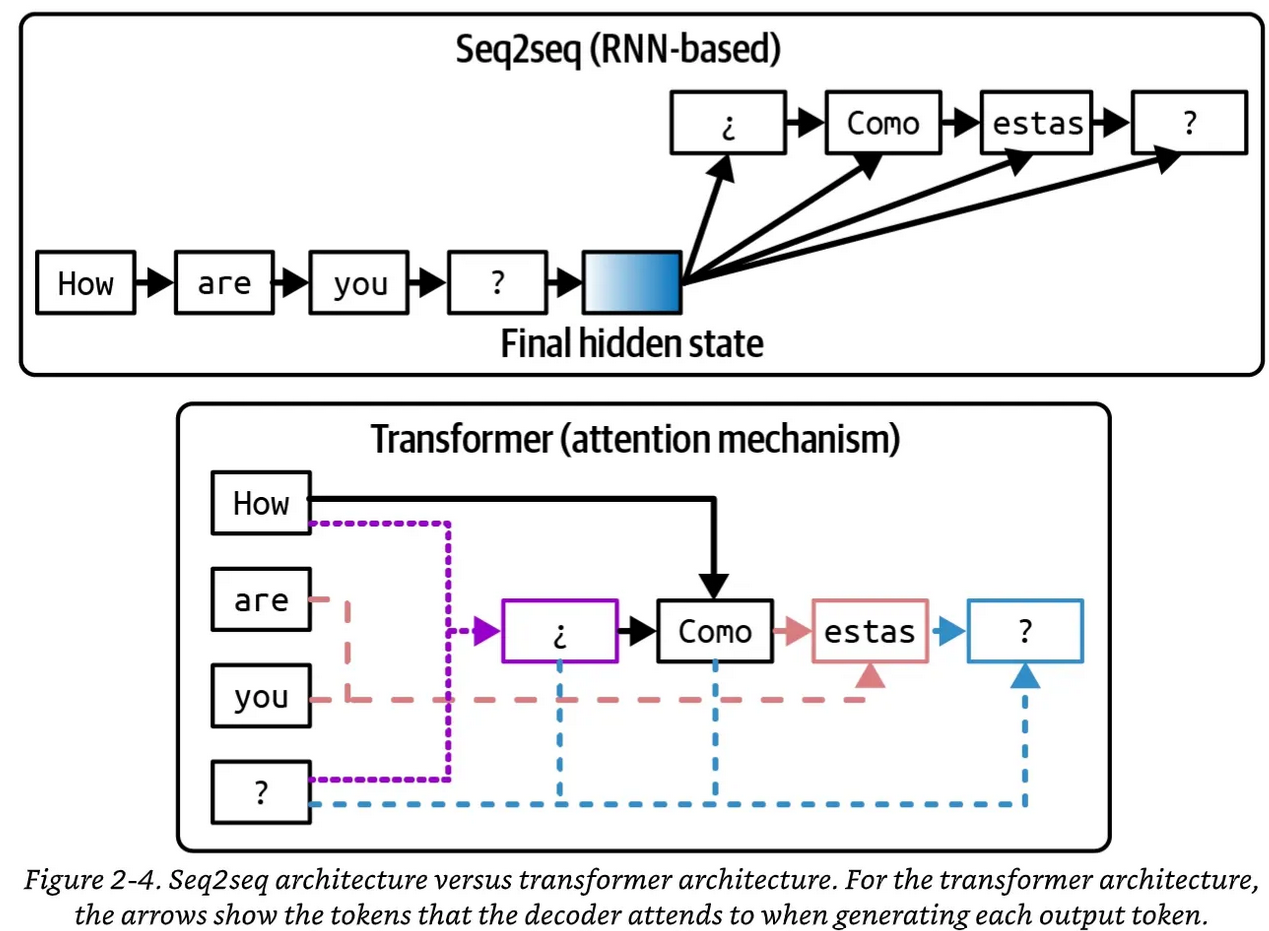 Seq2seq (RNN-based)
¿ Como estas ?
How are you ?
Final hidden state
Transformer (attention mechanism)
How
are
¿ Como estas ?
you
?
Figure 2-4. Seq2seq architecture versus transformer architecture. For the transformer architecture,
the arrows show the tokens that the decoder attends to when generating each output token.